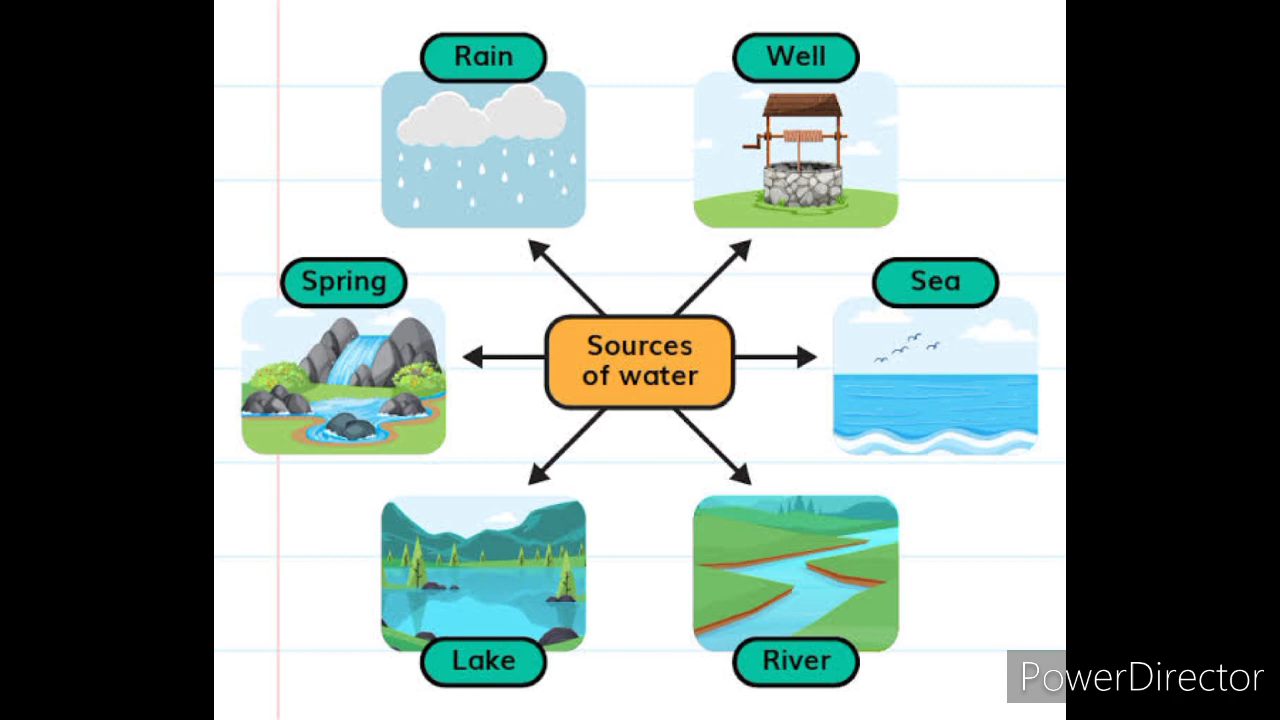 Rain
Well
Spring
Sea
Sources
of water
Lake
River
PowerDirector